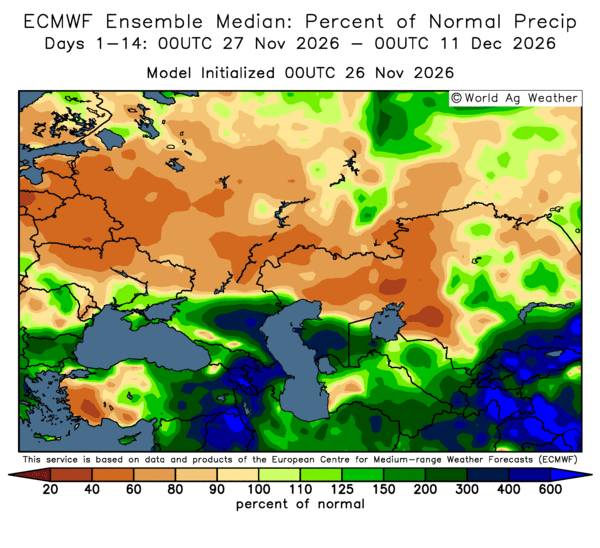 ECMWF Ensemble Median: Percent of Normal Precip
Days 1-14: 00UTC 27 Nov 2026 - 00UTC 11 Dec 2026
Model Initialized 00UTC 26 Nov 2026
©World Ag Weather
This service is based on data and products of the European Centre for Medium-range Weather Forecasts (ECMWF)
20 40 60 80 90 100 110 125 150 200 300 400 600
percent of normal